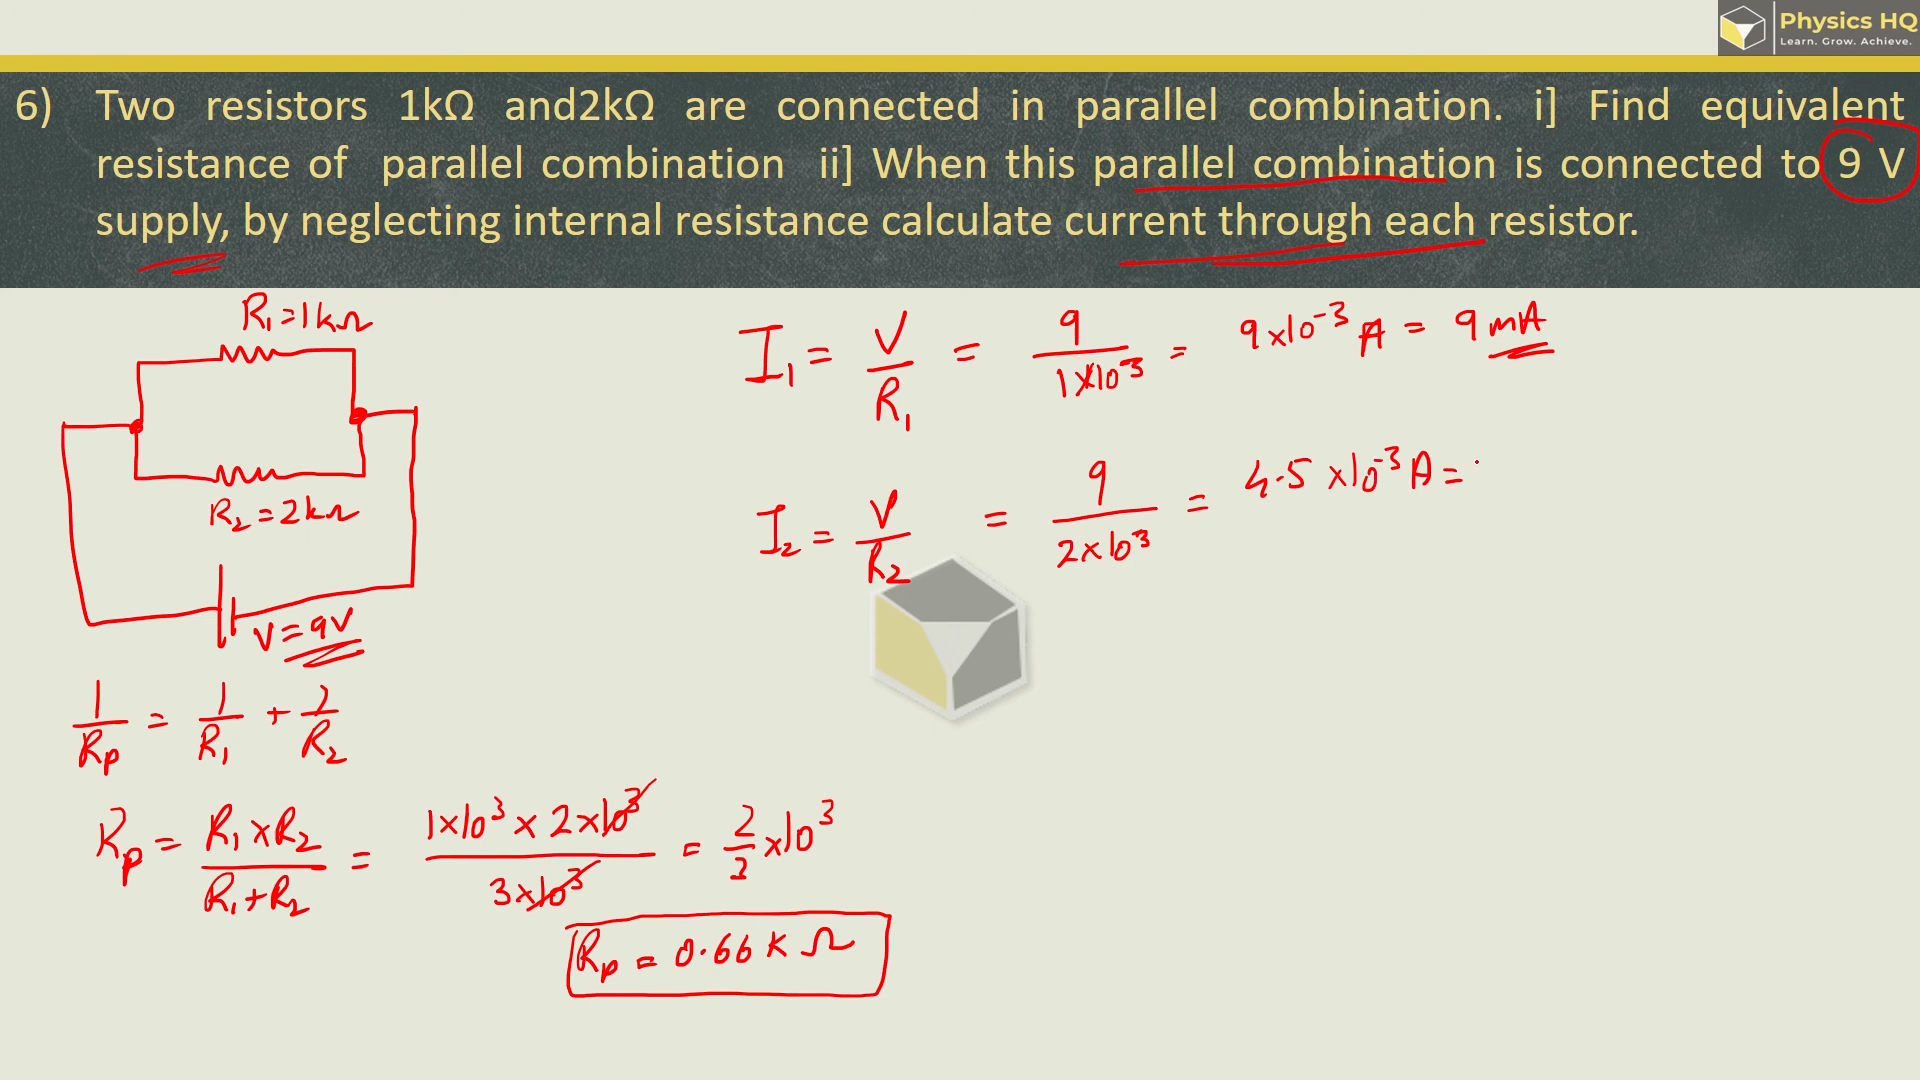 Physics HQ
Learn. Grow. Achieve.
6) Two resistors 1kΩ and2kΩ are connected in parallel combination. i] Find equivalent
resistance of parallel combination ii] When this parallel combination is connected to 9 V
supply, by neglecting internal resistance calculate current through each resistor.
R₁=1kΩ
R₂=2kΩ
V=9V
1/Rp = 1/R₁ + 1/R₂
Rp = R₁×R₂/R₁+R₂ = 1×10³ × 2×10³/3×10³ = 2/3 ×10³
Rp = 0.66 K Ω
I₁ = V/R₁ = 9/1×10³ = 9×10⁻³ A = 9 mA
I₂ = V/R₂ = 9/2×10³ = 4.5 ×10⁻³ A =